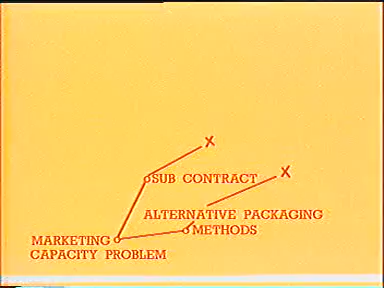 X
SUB CONTRACT
X
ALTERNATIVE PACKAGING
METHODS
MARKETING
CAPACITY PROBLEM